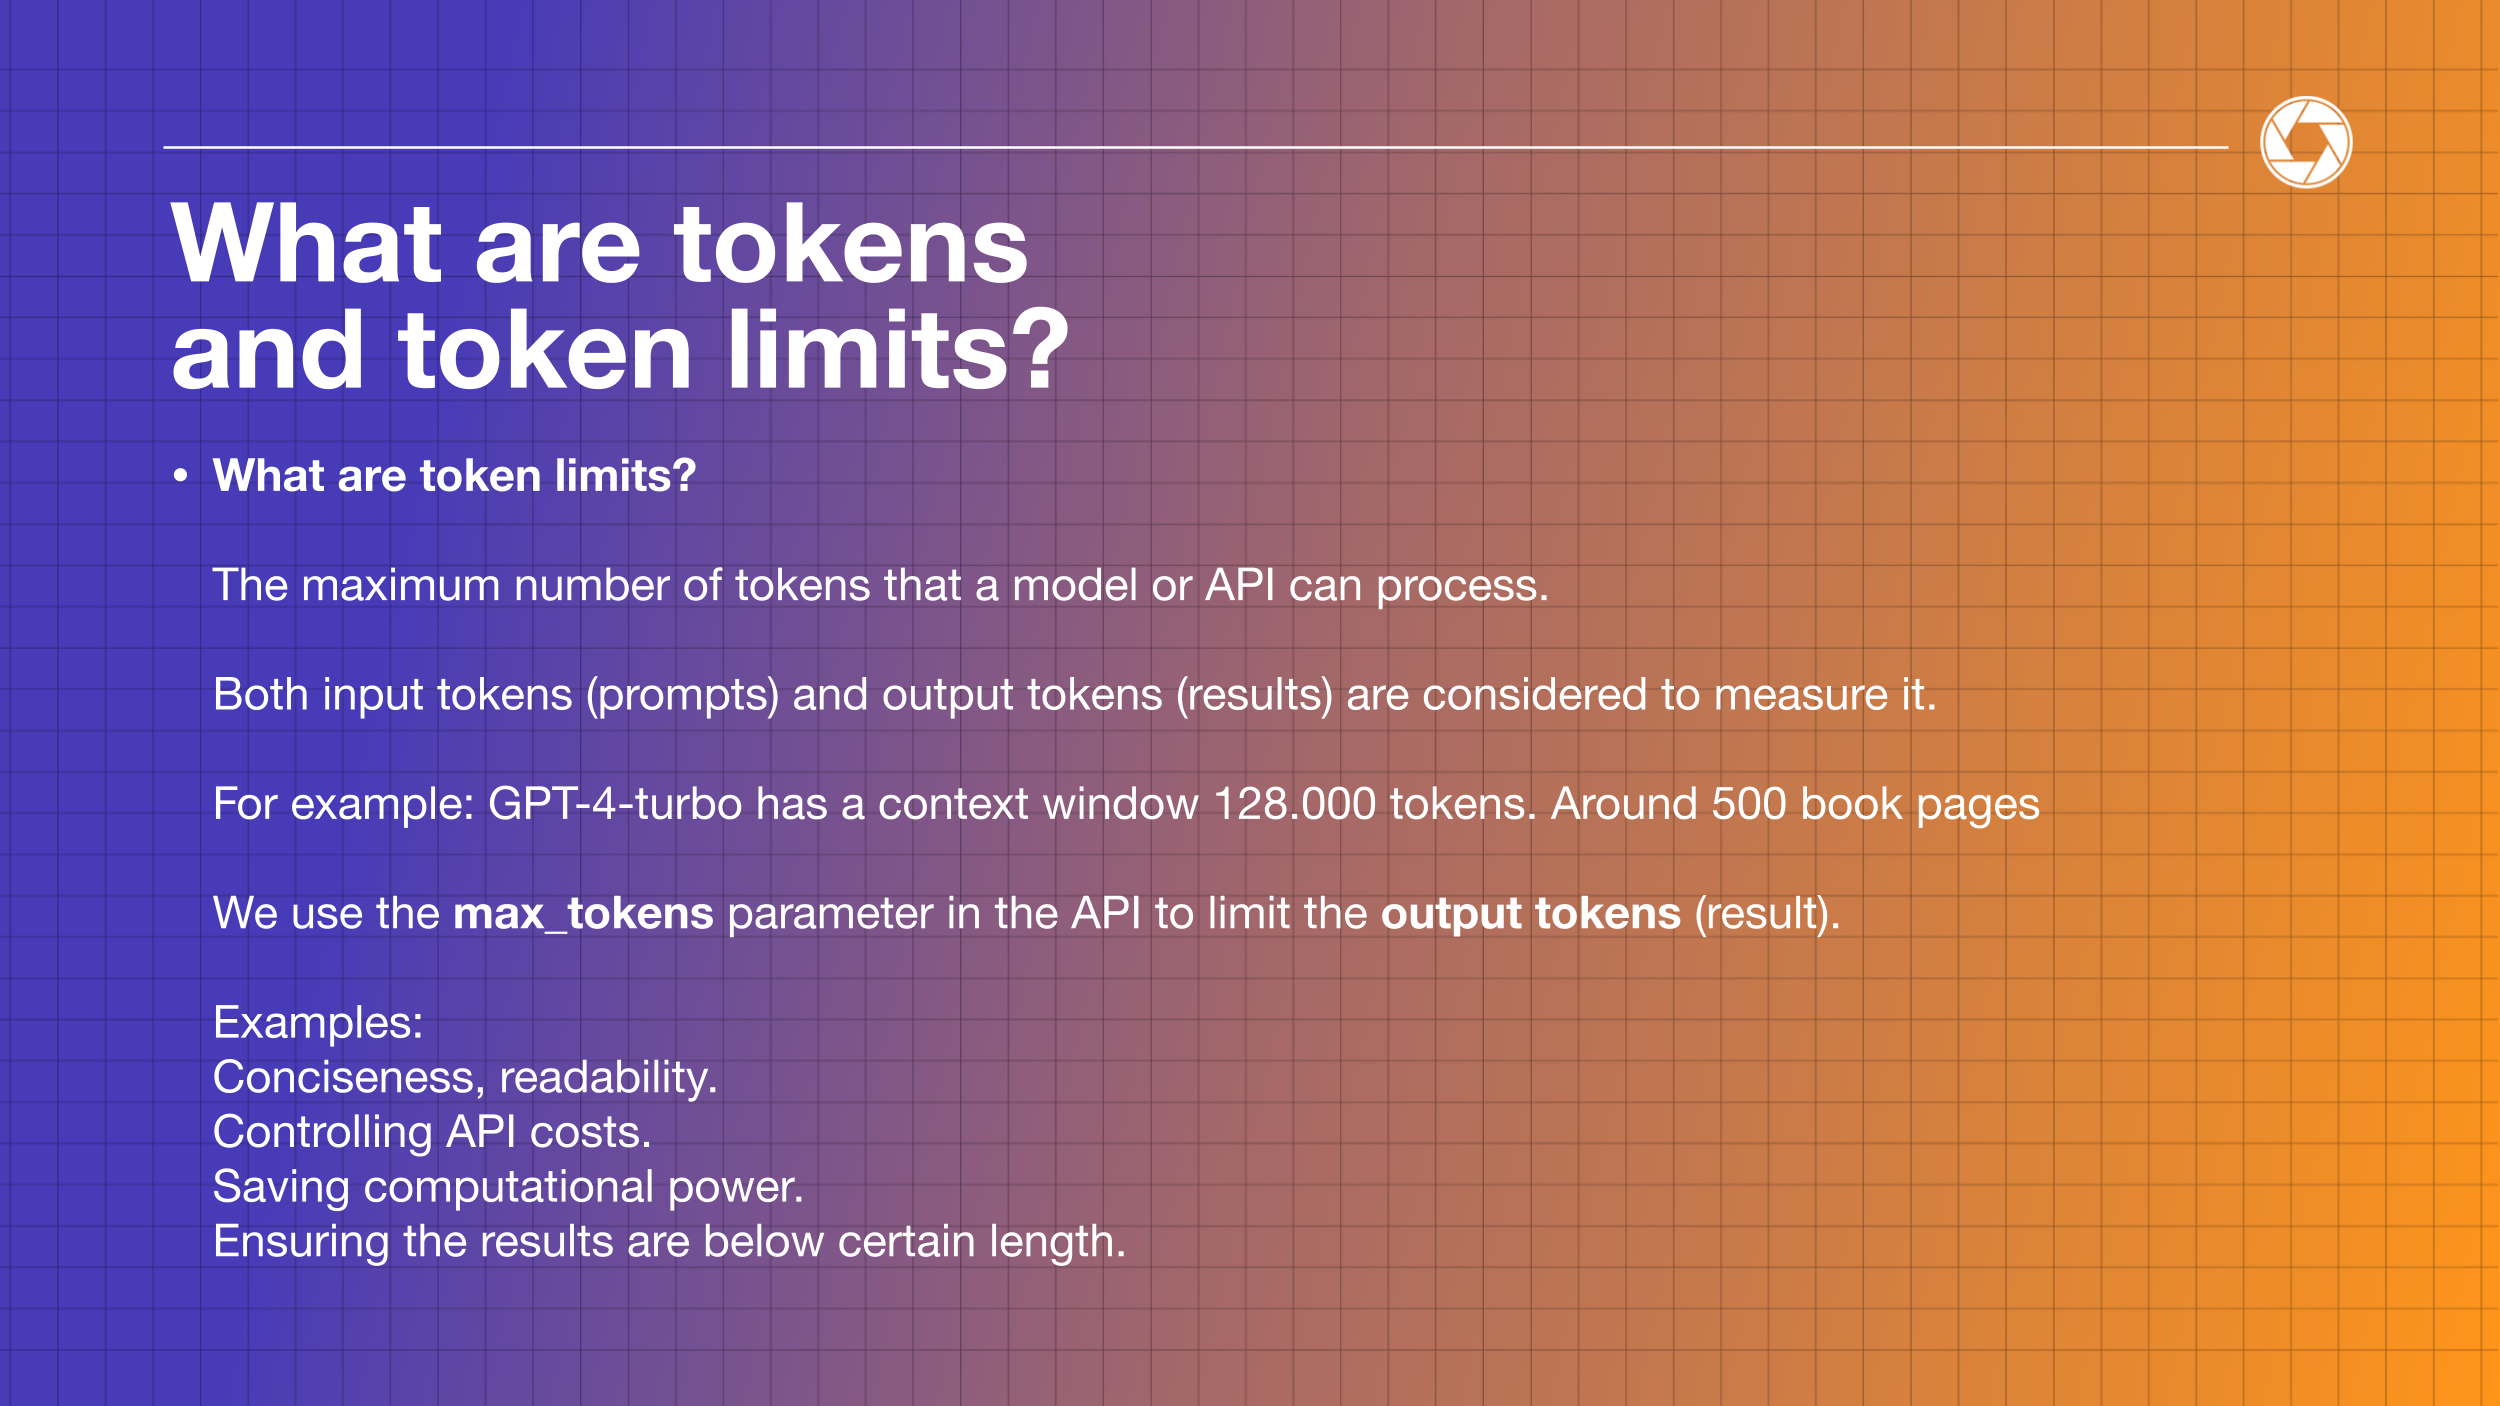 What are tokens
and token limits?
• What are token limits?
The maximum number of tokens that a model or API can process.
Both input tokens (prompts) and output token (results) are considered to measure it.
For example: GPT-4-turbo has a context window 128.000 tokens. Around 500 book pages
We use the max_tokens parameter in the API to limit the output tokens (result).
Examples:
Conciseness, readability.
Controlling API costs.
Saving computational power.
Ensuring the results are below certain length.